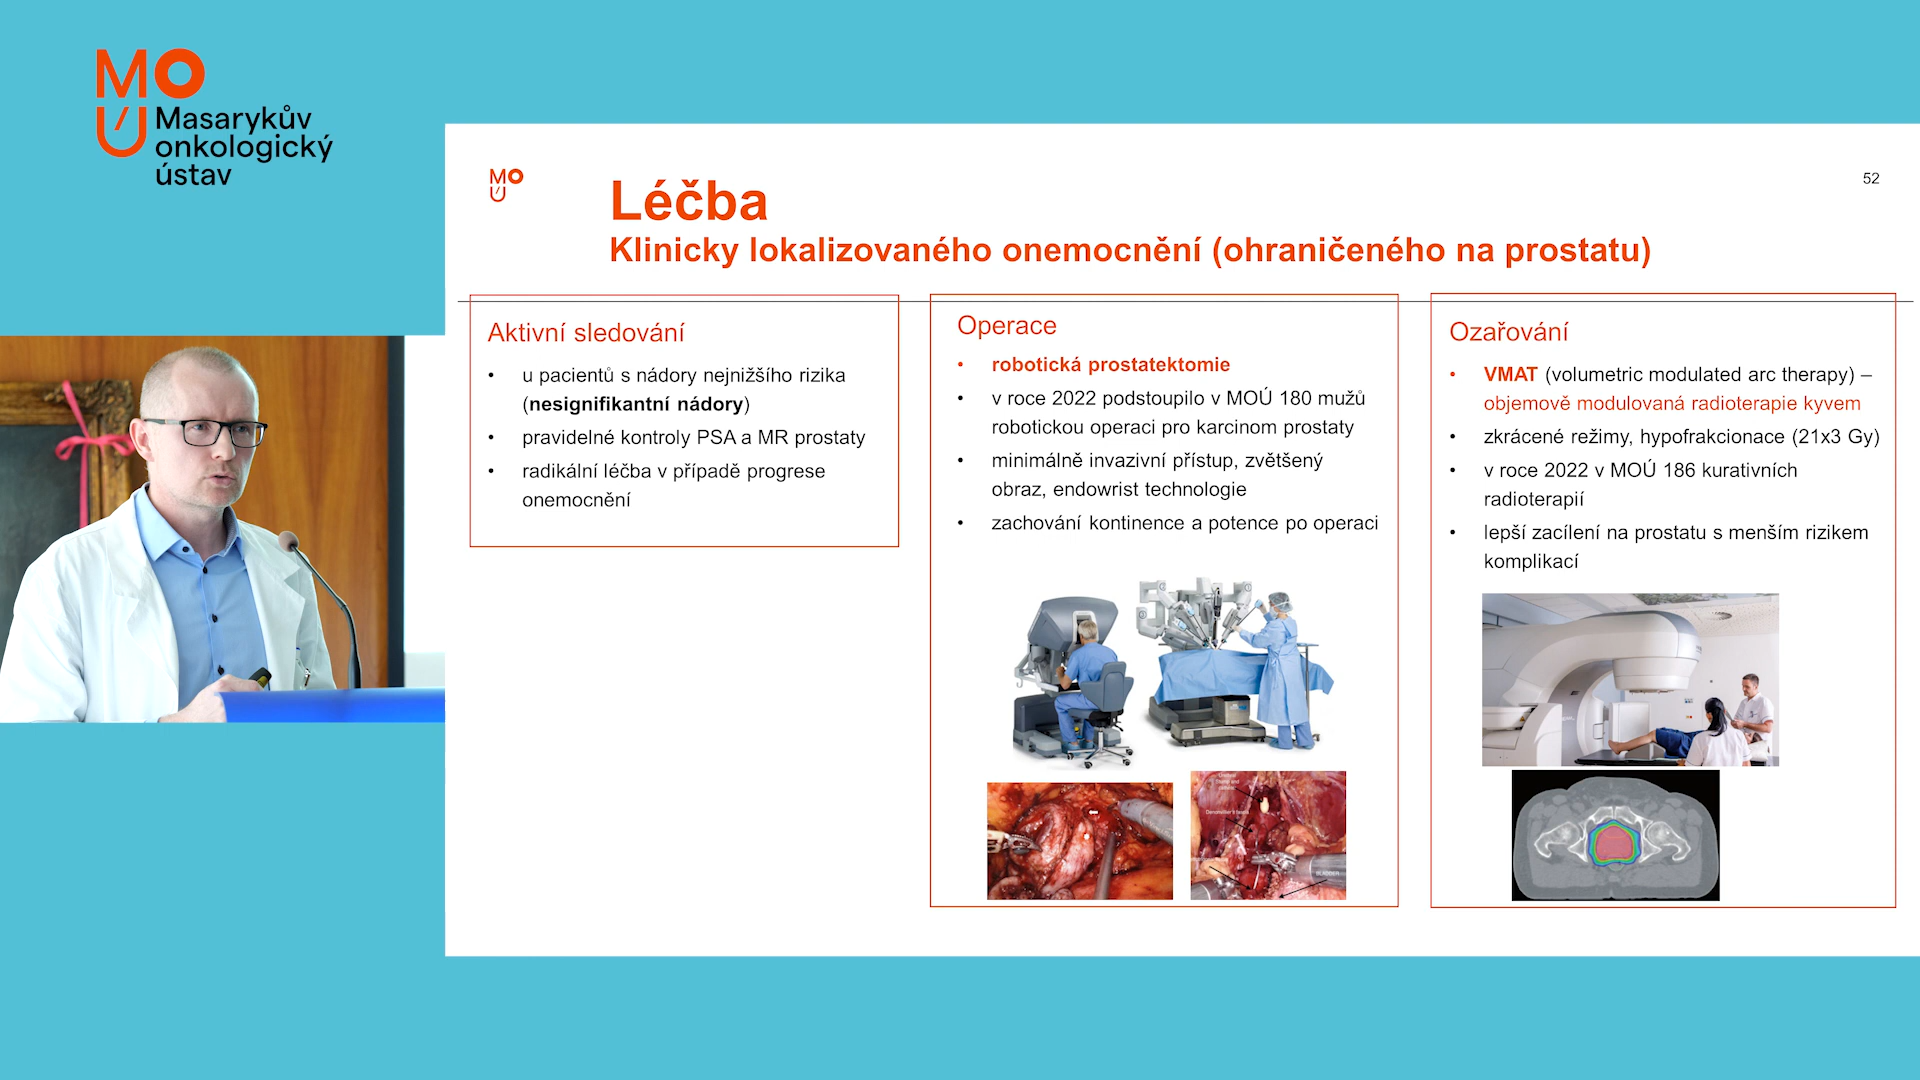 MOÚ
Masarykův
onkologický
ústav
MOÚ
52
Léčba
Klinicky lokalizovaného onemocnění (ohraničeného na prostatu)
Aktivní sledování
• u pacientů s nádory nejnižšího rizika
(nesignifikantní nádory)
• pravidelné kontroly PSA a MR prostaty
• radikální léčba v případě progrese
onemocnění
Operace
• robotická prostatektomie
• v roce 2022 podstoupilo v MOÚ 180 mužů
robotickou operaci pro karcinom prostaty
• minimálně invazivní přístup, zvětšený
obraz, endowrist technologie
• zachování kontinence a potence po operaci
BLADDER
Ozařování
• VMAT (volumetric modulated arc therapy) –
objemově modulovaná radioterapie kyvem
• zkrácené režimy, hypofrakcionace (21x3 Gy)
• v roce 2022 v MOÚ 186 kurativních
radioterapií
• lepší zacílení na prostatu s menším rizikem
komplikací